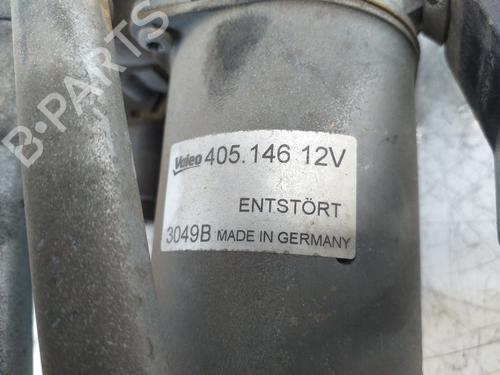 Valeo 405.146 12V
ENTSTÖRT
3049B MADE IN GERMANY
B-PARTS